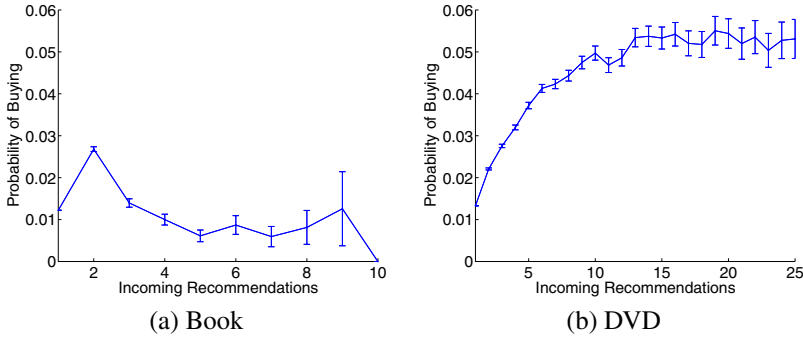 0.06
0.05
0.04
0.03
0.02
0.01
0
Probability of Buying
2 4 6 8 10
Incoming Recommendations
(a) Book
0.06
0.05
0.04
0.03
0.02
0.01
0
Probability of Buying
5 10 15 20 25
Incoming Recommendations
(b) DVD